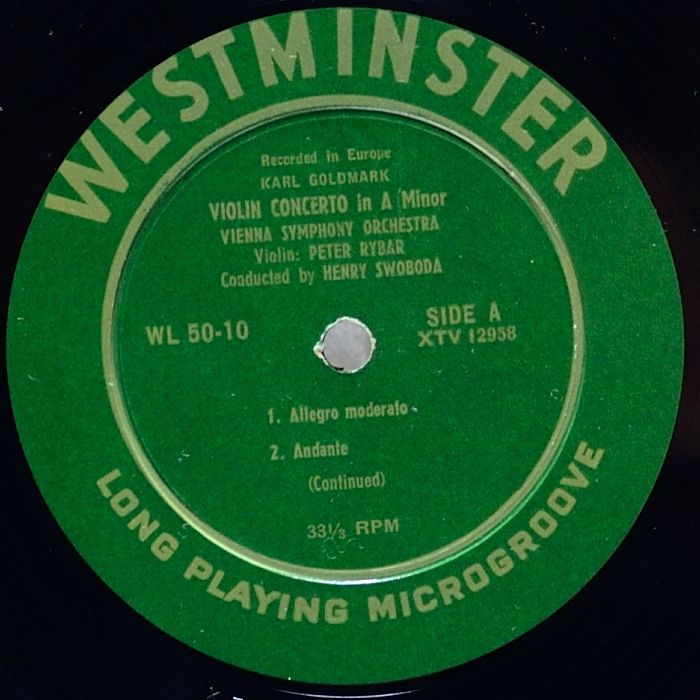 WESTMINSTER
Recorded in Europe
KARL GOLDMARK
VIOLIN CONCERTO in A Minor
VIENNA SYMPHONY ORCHESTRA
Violin: PETER RYBAR
Conducted by HENRY SWOBODA
WL 50-10
SIDE A
XTV 12958
1. Allegro moderato
2. Andante
(Continued)
33⅓ RPM
LONG PLAYING MICROGROOVE